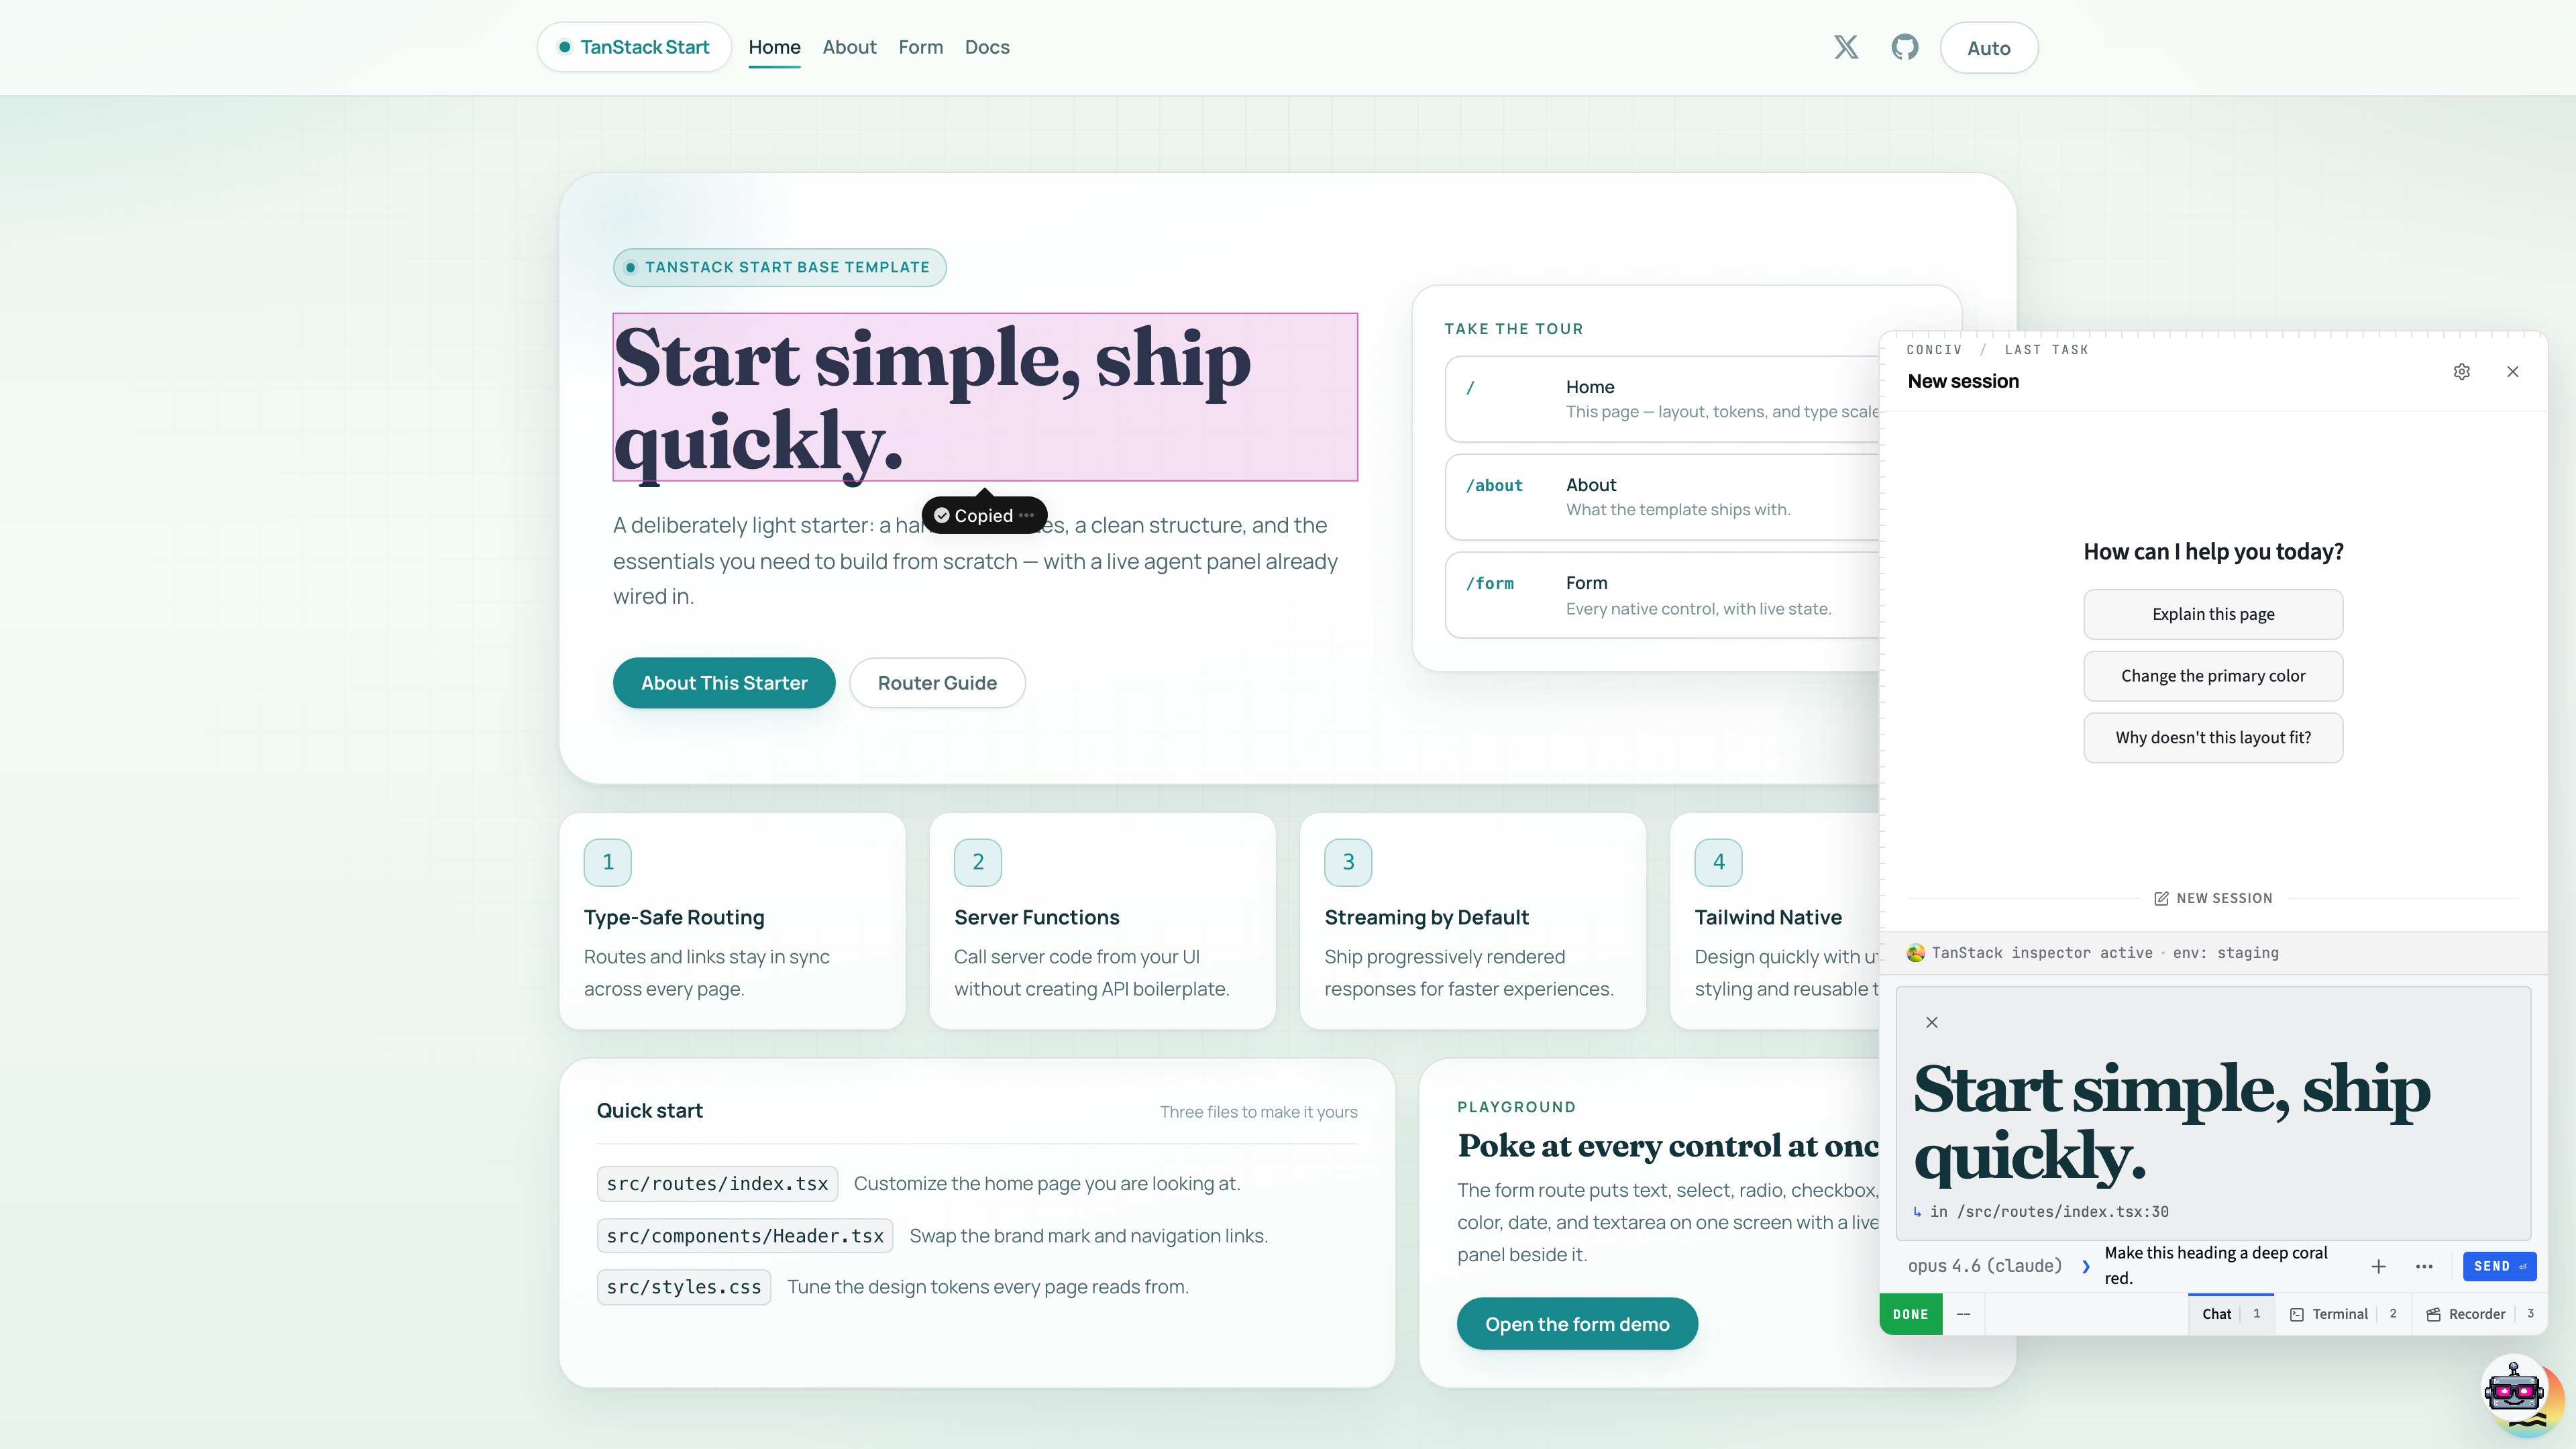 TanStack Start
Home
About
Form
Docs
Auto
TANSTACK START BASE TEMPLATE
Start simple, ship
quickly.
Copied
A deliberately light starter: a es, a clean structure, and the
essentials you need to build from scratch — with a live agent panel already
wired in.
About This Starter
Router Guide
TAKE THE TOUR
/
Home
This page — layout, tokens, and type scale
/about
About
What the template ships with.
/form
Form
Every native control, with live state.
1
Type-Safe Routing
Routes and links stay in sync
across every page.
2
Server Functions
Call server code from your UI
without creating API boilerplate.
3
Streaming by Default
Ship progressively rendered
responses for faster experiences.
4
Tailwind Native
Design quickly with
styling and reusable
Quick start
Three files to make it yours
src/routes/index.tsx Customize the home page you are looking at.
src/components/Header.tsx Swap the brand mark and navigation links.
src/styles.css Tune the design tokens every page reads from.
PLAYGROUND
Poke at every control at onc
The form route puts text, select, radio, checkbox,
color, date, and textarea on one screen with a live
panel beside it.
Open the form demo
CONCIV / LAST TASK
New session
How can I help you today?
Explain this page
Change the primary color
Why doesn't this layout fit?
NEW SESSION
TanStack inspector active · env: staging
Start simple, ship
quickly.
↳ in /src/routes/index.tsx:30
opus 4.6 (claude) ❯
Make this heading a deep coral
red.
SEND ⏎
DONE
--
Chat 1
Terminal 2
Recorder 3